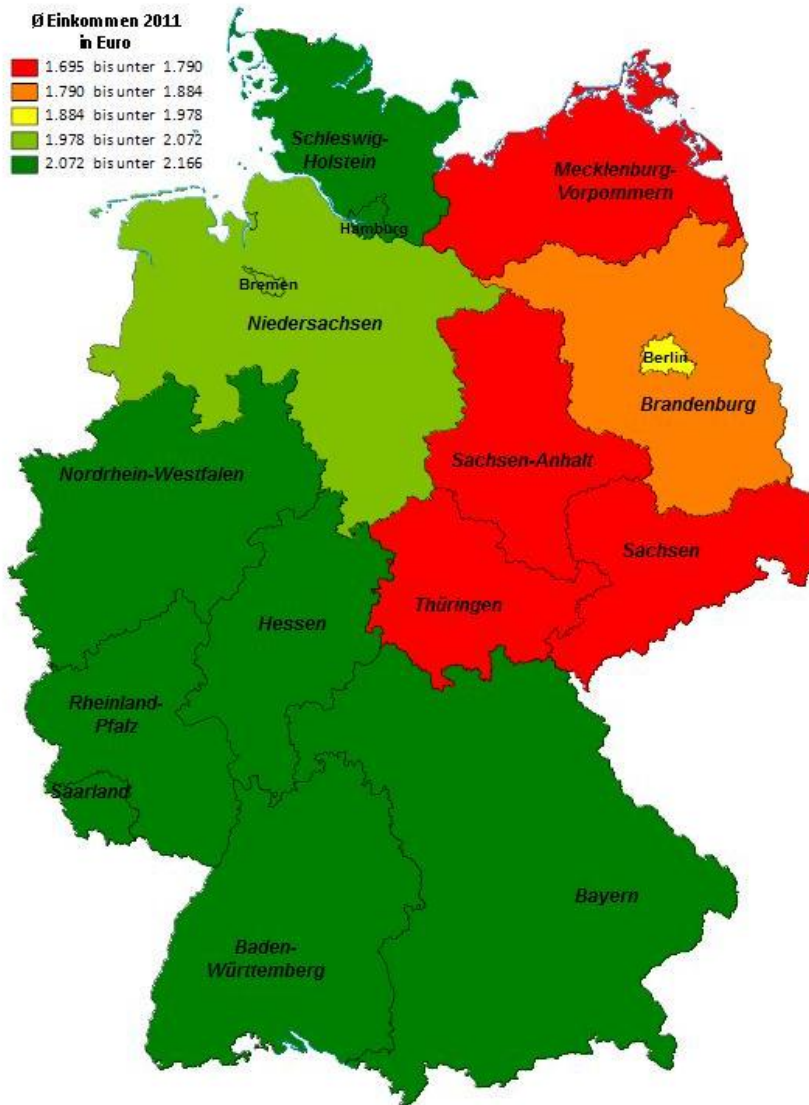 Ø Einkommen 2011
in Euro
1.695 bis unter 1.790
1.790 bis unter 1.884
1.884 bis unter 1.978
1.978 bis unter 2.072
2.072 bis unter 2.166
Schleswig-
Holstein
Mecklenburg-
Vorpommern
Hamburg
Bremen
Niedersachsen
Berlin
Brandenburg
Sachsen-Anhalt
Nordrhein-Westfalen
Sachsen
Thüringen
Hessen
Rheinland-
Pfalz
Saarland
Bayern
Baden-
Württemberg